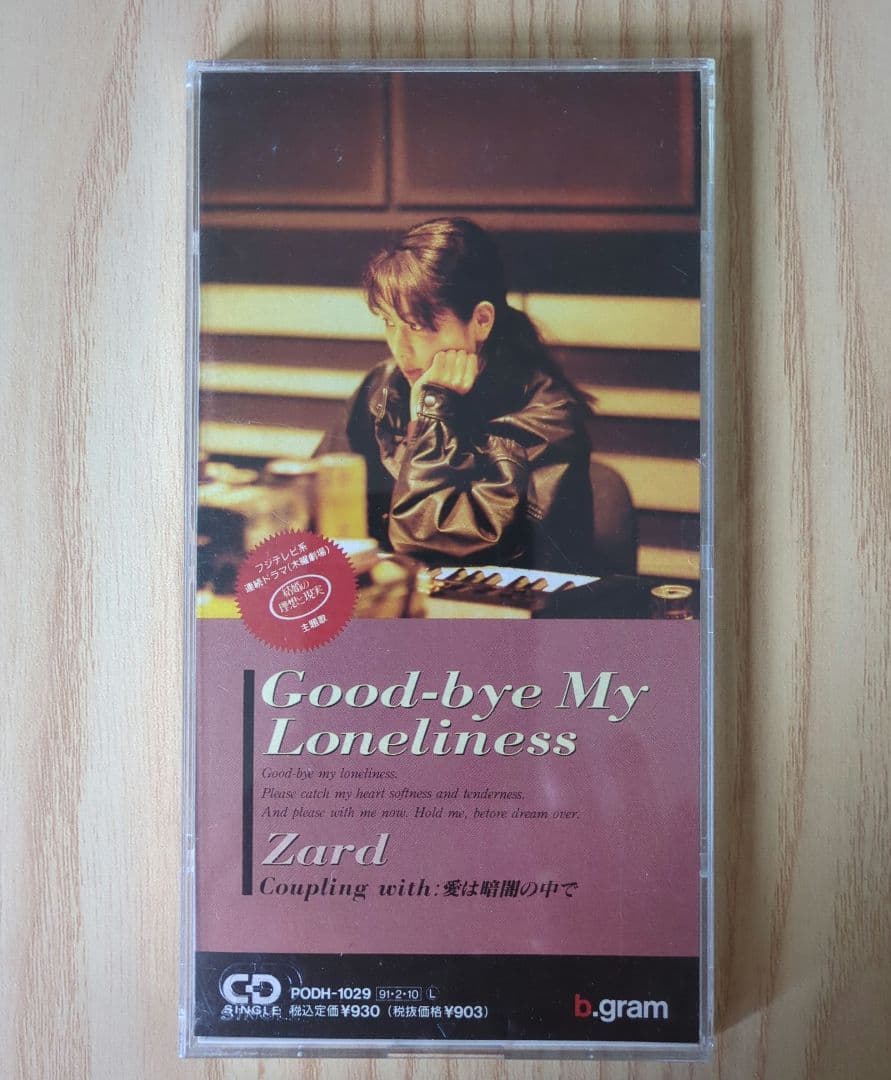 フジテレビ系
連続ドラマ(木曜劇場)
結婚の
理想と現実
主題歌
Good-bye My
Loneliness
Good-bye my loneliness.
Please catch my heart softness and tenderness.
And please with me now. Hold me, betore dream over.
Zard
Coupling with:愛は暗闇の中で
CD
SINGLE
PODH-1029 91・2・10 L
税込定価¥930(税抜価格¥903)
b.gram